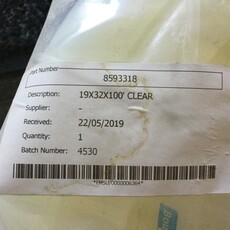 Part Number
8593318
Description: 19X32X100' CLEAR
Supplier: -
Received: 22/05/2019
Quantity: 1
Batch Number: 4530